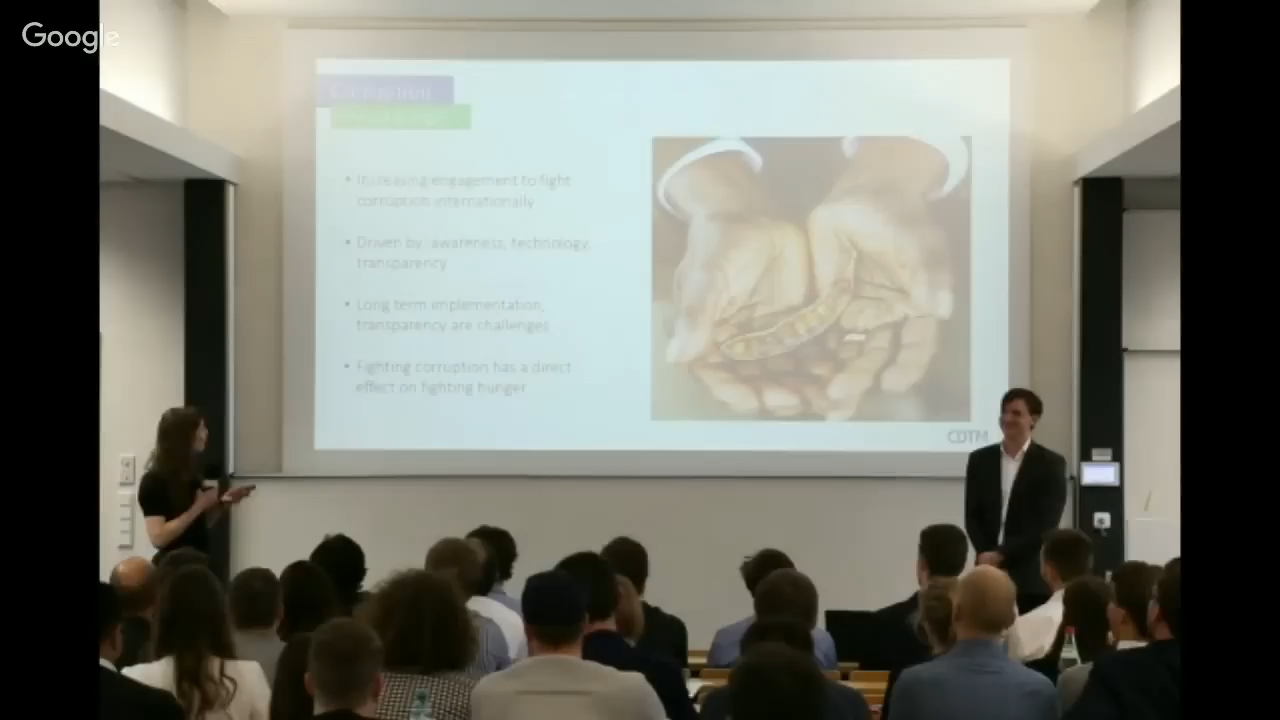 Google
Corruption
• Increasing engagement to fight
corruption internationally
• Driven by: awareness, technology,
transparency
• Long term implementation,
transparency are challenges
• Fighting corruption has a direct
effect on fighting hunger
CDTM